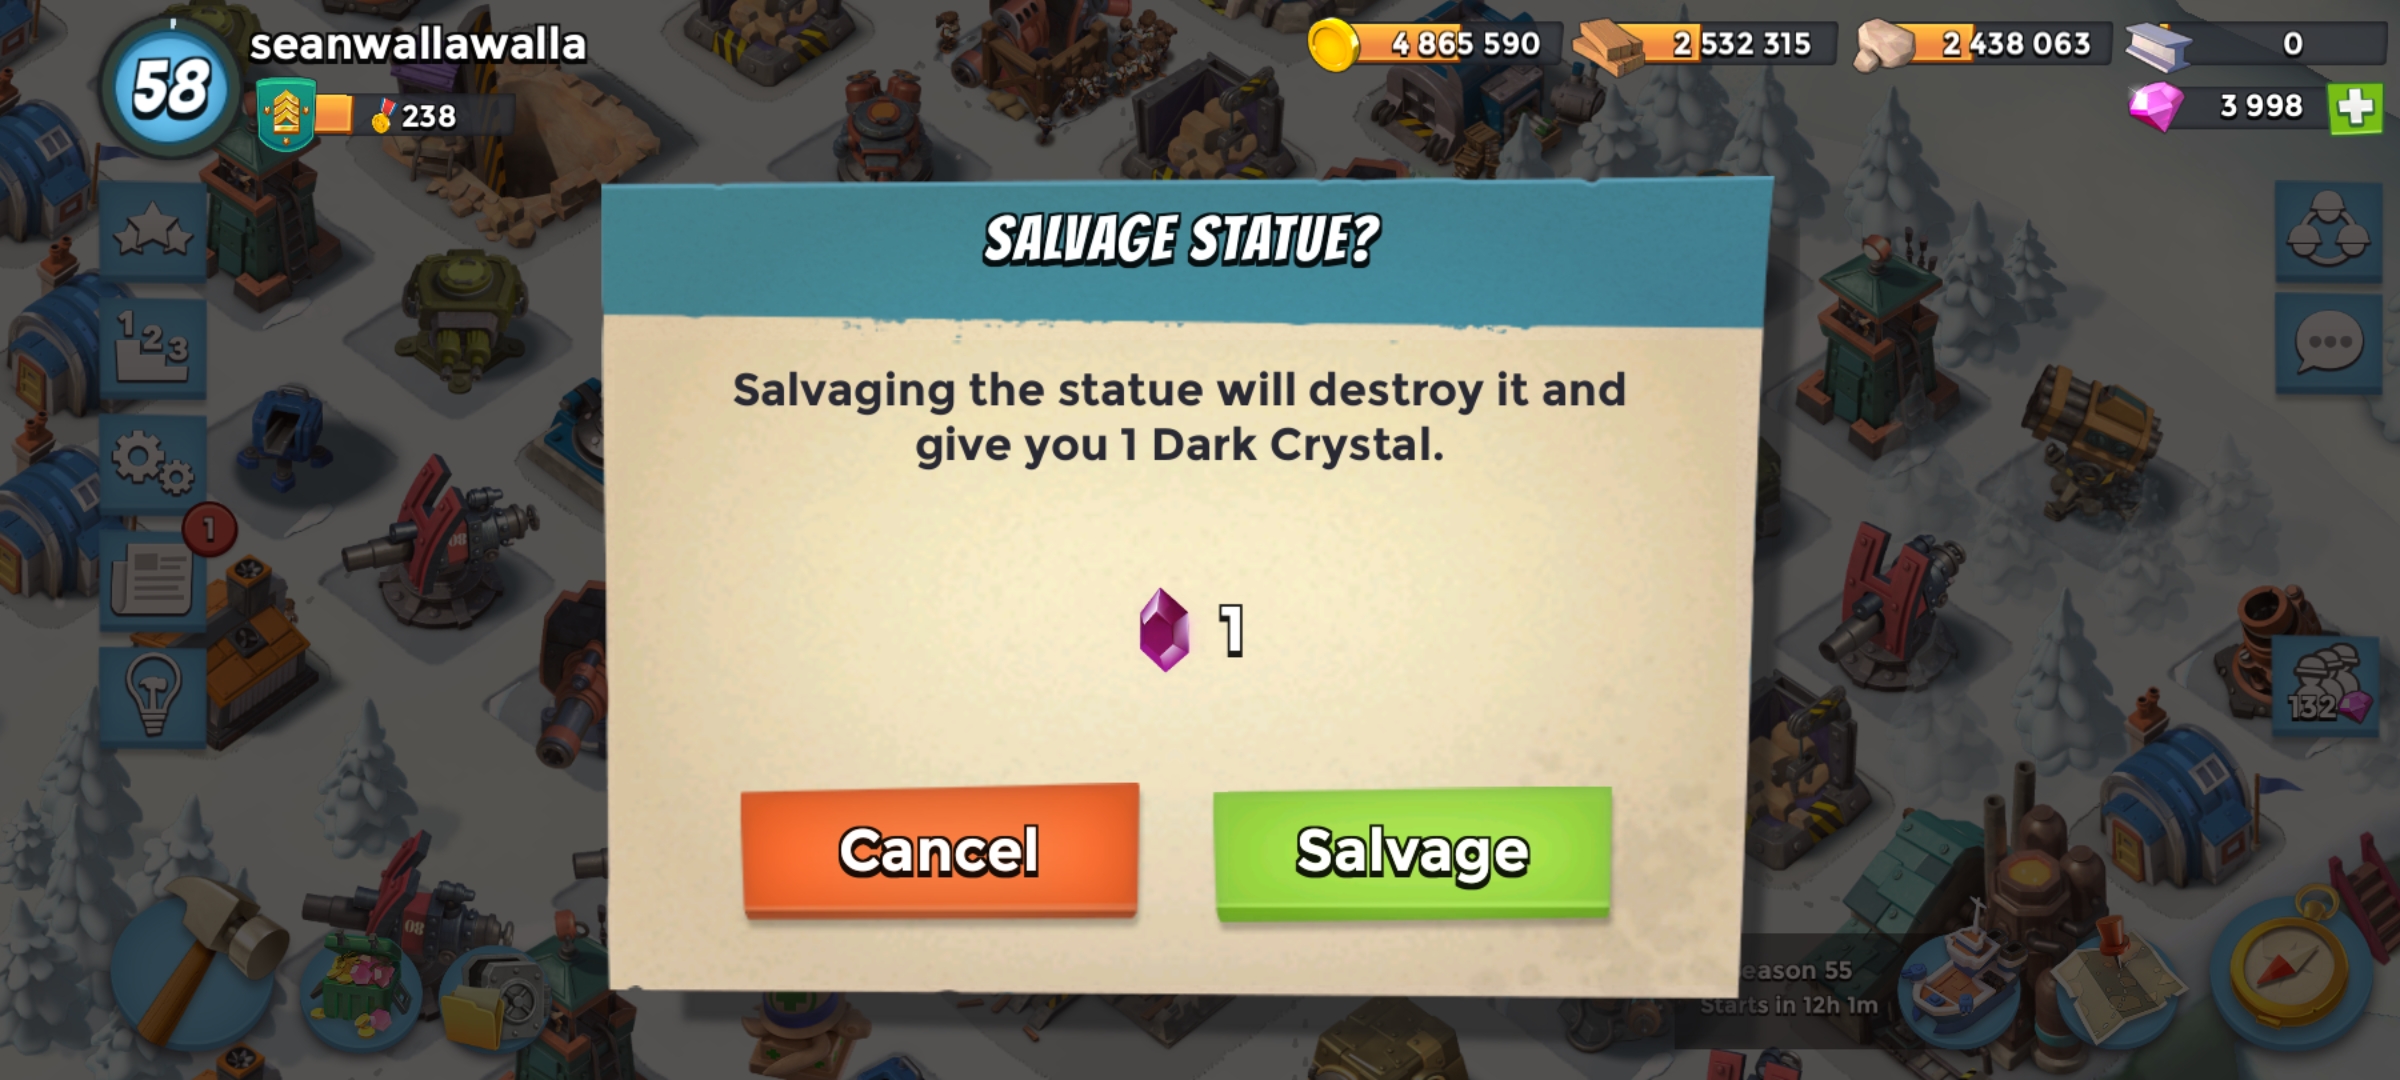 58
seanwallawalla
238
4 865 590
2 532 315
2 438 063
0
3 998
SALVAGE STATUE?
Salvaging the statue will destroy it and
give you 1 Dark Crystal.
1
Cancel
Salvage
1 2 3
1
08
08
132
eason 55
Starts in 12h 1m